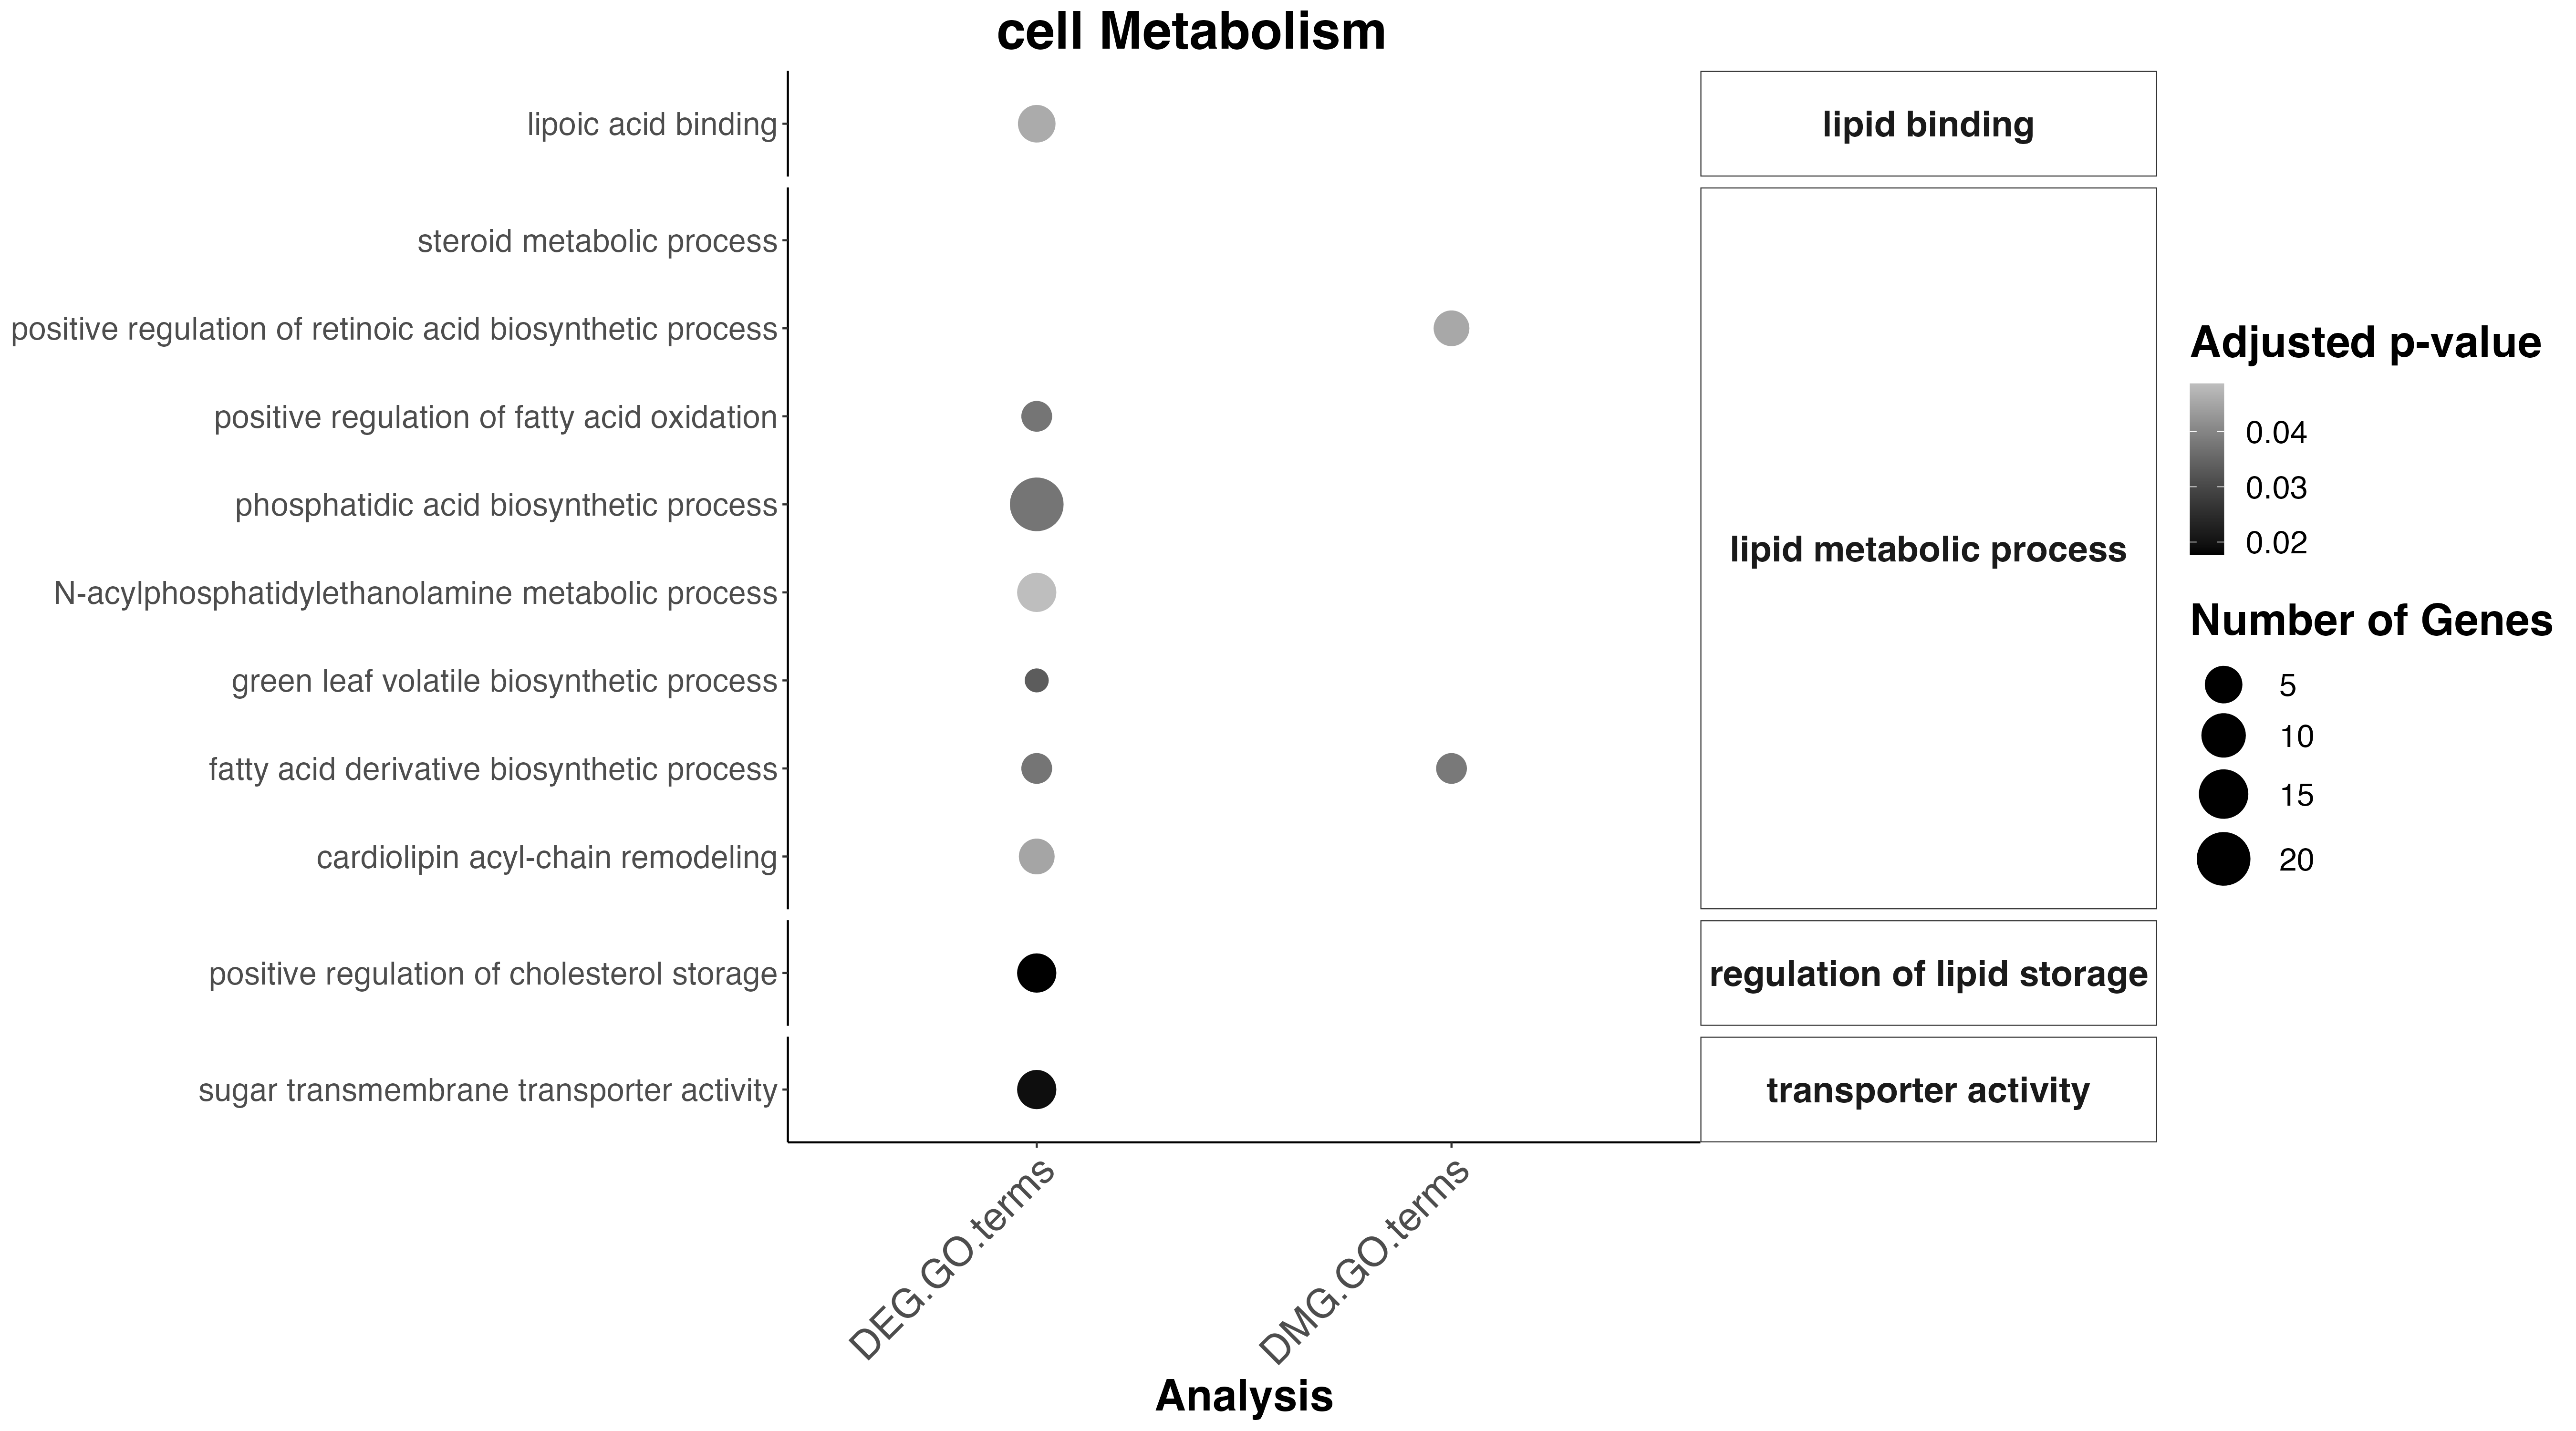 cell Metabolism
lipoic acid binding
steroid metabolic process
positive regulation of retinoic acid biosynthetic process
positive regulation of fatty acid oxidation
phosphatidic acid biosynthetic process
N-acylphosphatidylethanolamine metabolic process
green leaf volatile biosynthetic process
fatty acid derivative biosynthetic process
cardiolipin acyl-chain remodeling
positive regulation of cholesterol storage
sugar transmembrane transporter activity
lipid binding
lipid metabolic process
regulation of lipid storage
transporter activity
DEG.GO.terms
DMG.GO.terms
Analysis
Adjusted p-value
0.04
0.03
0.02
Number of Genes
5
10
15
20